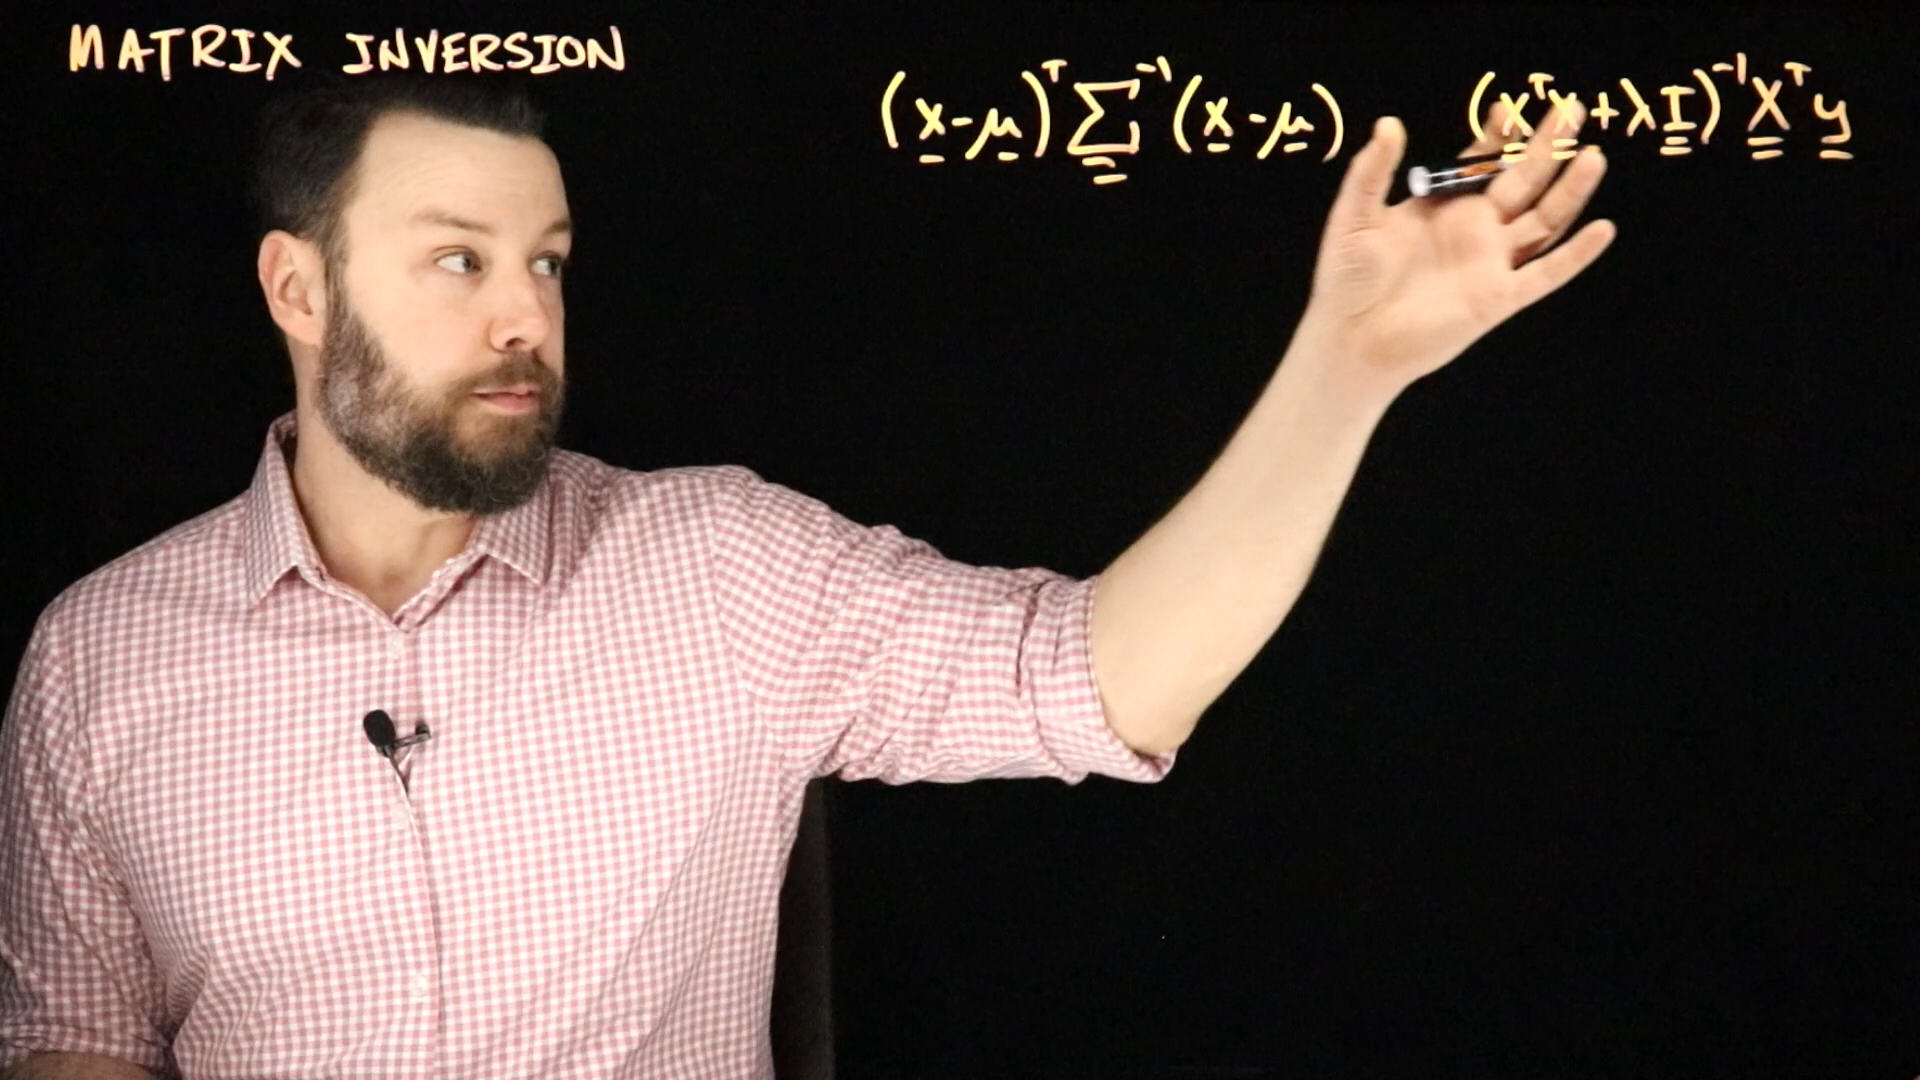 MATRIX INVERSION
(x-μ)ᵀΣ⁻¹(x-μ) (XᵀX+λI)⁻¹Xᵀy